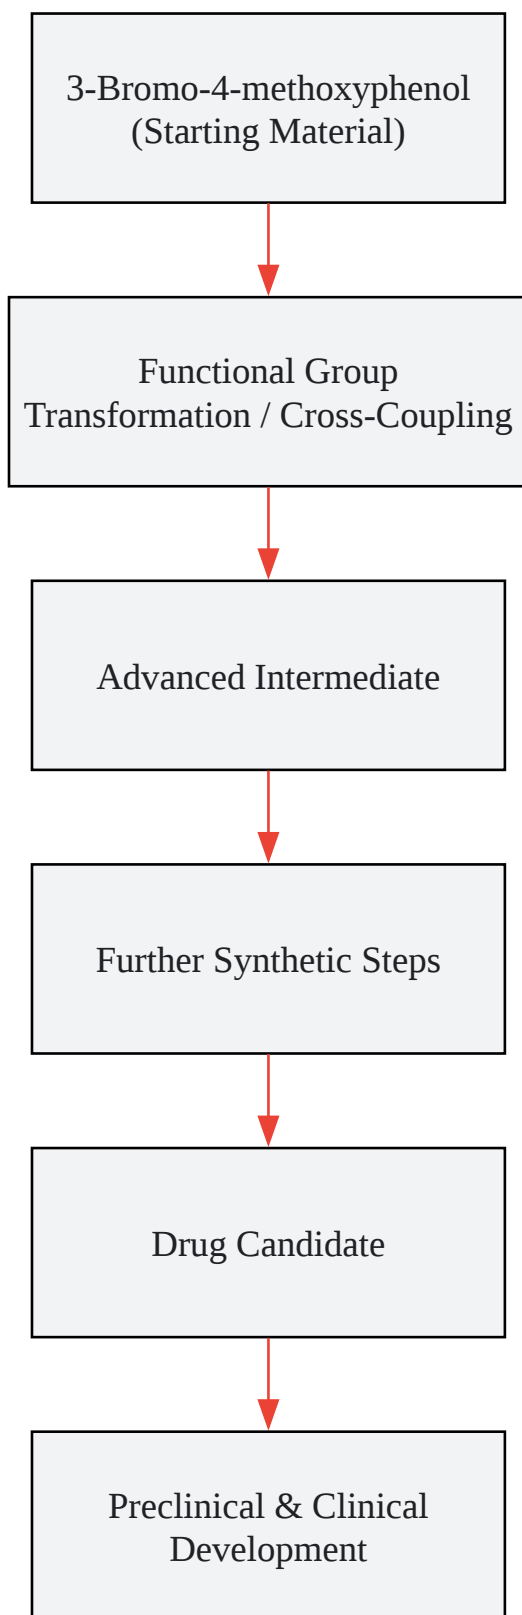 3-Bromo-4-methoxyphenol
(Starting Material)
Functional Group
Transformation / Cross-Coupling
Advanced Intermediate
Further Synthetic Steps
Drug Candidate
Preclinical & Clinical
Development